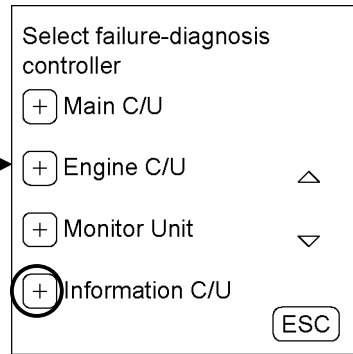 Select failure-diagnosis
controller
+ Main C/U
+ Engine C/U
+ Monitor Unit
+ Information C/U
ESC